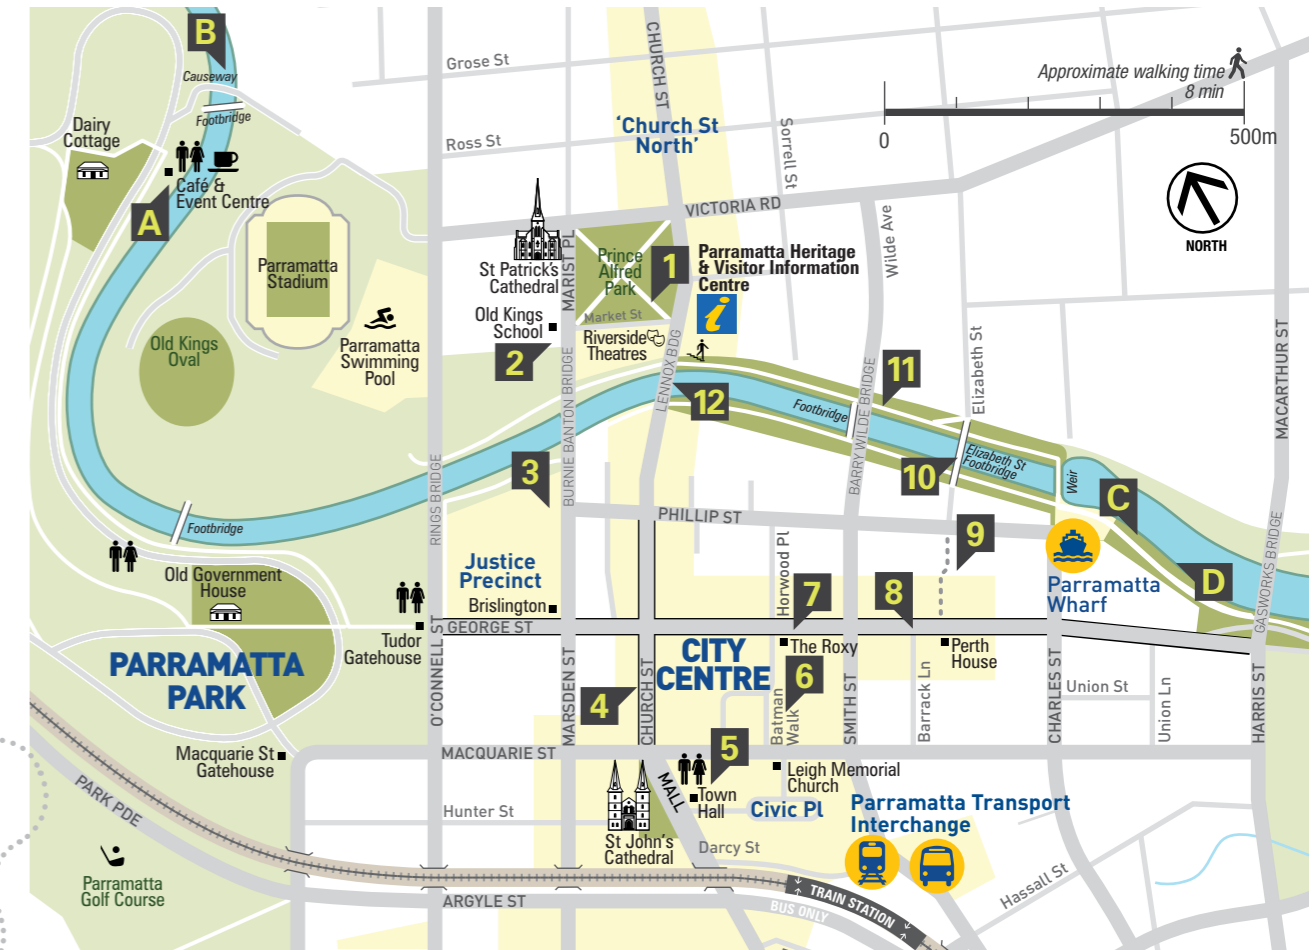 B
Causeway
Footbridge
Dairy
Cottage
Café &
Event Centre
A
Parramatta
Stadium
Old Kings
Oval
Parramatta
Swimming
Pool
Footbridge
Old Government
House
Tudor
Gatehouse
PARRAMATTA
PARK
Macquarie St
Gatehouse
PARK PDE
Parramatta
Golf Course
Grose St
Ross St
CHURCH ST
'Church St
North'
Sorrell St
Approximate walking time
8 min
0
500m
NORTH
VICTORIA RD
Wilde Ave
St Patrick's
Cathedral
MARIST PL
Prince
Alfred
Park
1
Parramatta Heritage
& Visitor Information
Centre
i
Old Kings
School
Market St
Riverside
Theatres
2
LENNOX BDG
12
11
Footbridge
BARRY WILDE BRIDGE
Elizabeth St
10
Elizabeth St
Footbridge
Weir
C
D
MACARTHUR ST
GASWORKS BRIDGE
RINGS BRIDGE
3
BURNIE BANTON BRIDGE
PHILLIP ST
9
Parramatta
Wharf
Justice
Precinct
Brislington
Horwood Pl
7
8
GEORGE ST
CITY
CENTRE
The Roxy
Perth
House
O'CONNELL ST
MARSDEN ST
4
CHURCH ST
6
Batman
Walk
SMITH ST
Barrack Ln
CHARLES ST
Union St
Union Ln
HARRIS ST
MACQUARIE ST
5
MALL
Town
Hall
Leigh Memorial
Church
Civic Pl
Parramatta Transport
Interchange
Hunter St
St John's
Cathedral
Darcy St
Hassall St
TRAIN STATION
BUS ONLY
ARGYLE ST